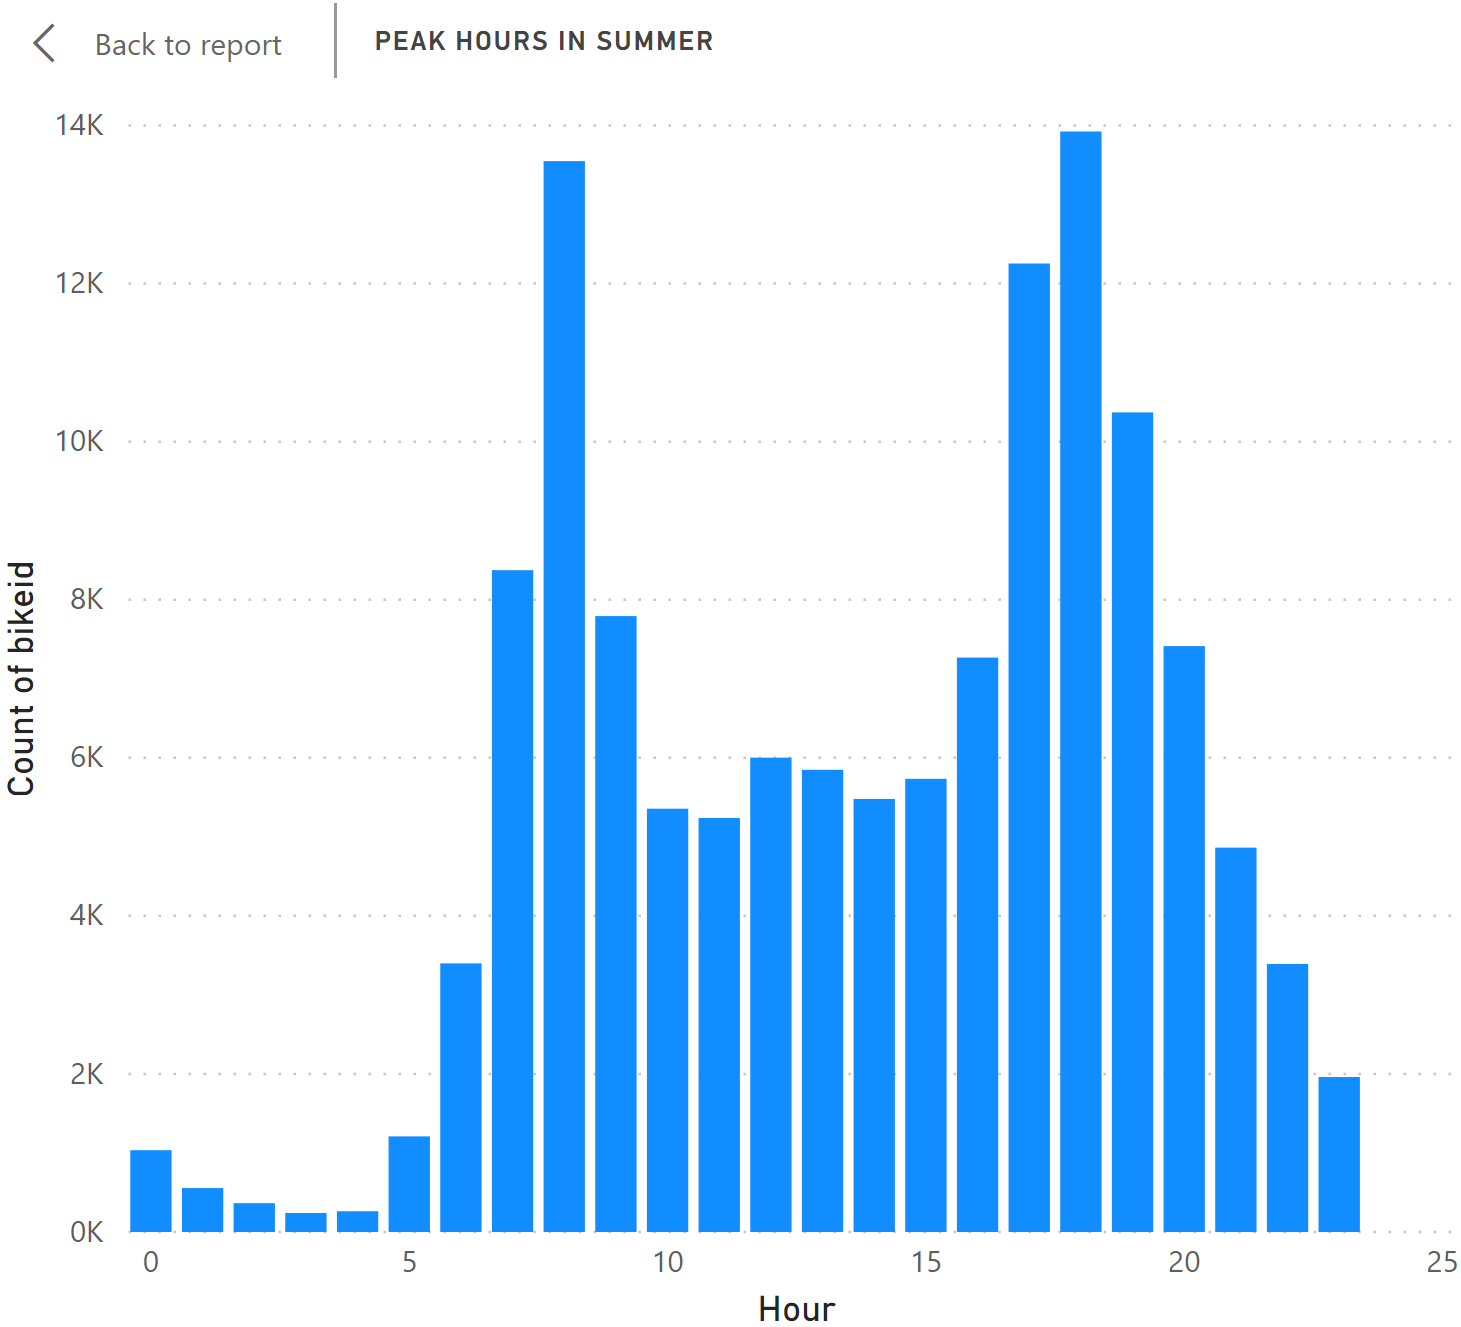 Back to report
PEAK HOURS IN SUMMER
14K
12K
10K
8K
6K
4K
2K
0K
Count of bikeid
0 5 10 15 20 25
Hour